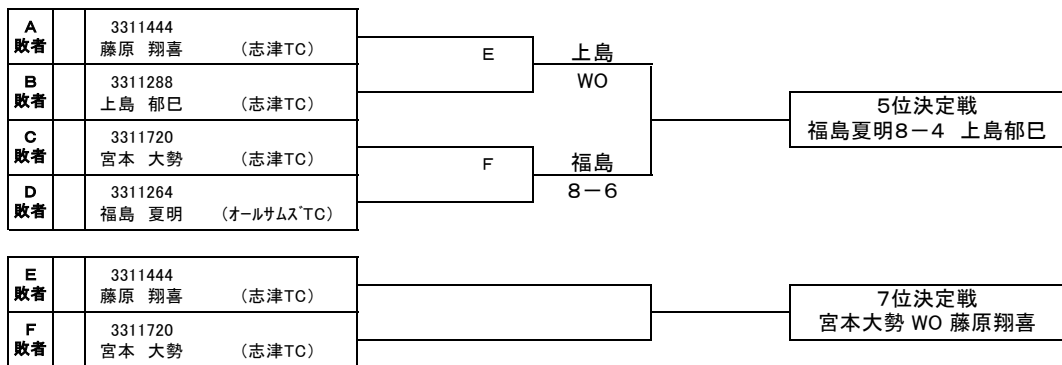 A 3311444
敗者 藤原 翔喜 (志津TC)
E 上島
B 3311288 WO
敗者 上島 郁巳 (志津TC)
5位決定戦
福島夏明8-4 上島郁巳
C 3311720
敗者 宮本 大勢 (志津TC)
F 福島
D 3311264 8-6
敗者 福島 夏明 (オールサムズTC)
E 3311444
敗者 藤原 翔喜 (志津TC)
7位決定戦
宮本大勢 WO 藤原翔喜
F 3311720
敗者 宮本 大勢 (志津TC)